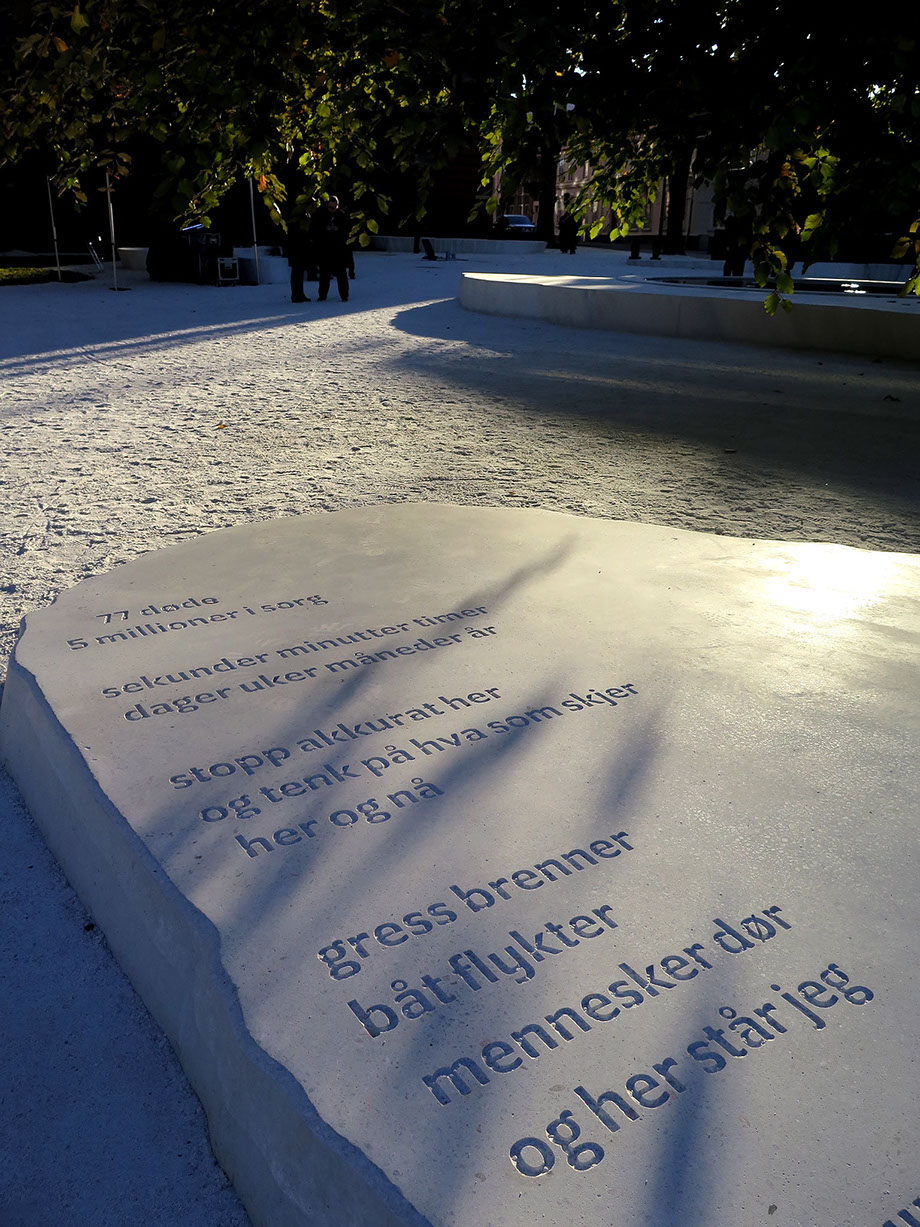 77 døde
5 millioner i sorg
sekunder minutter timer
dager uker måneder år
stopp akkurat her
og tenk på hva som skjer
her og nå
gress brenner
båt flykter
mennesker dør
og her står jeg